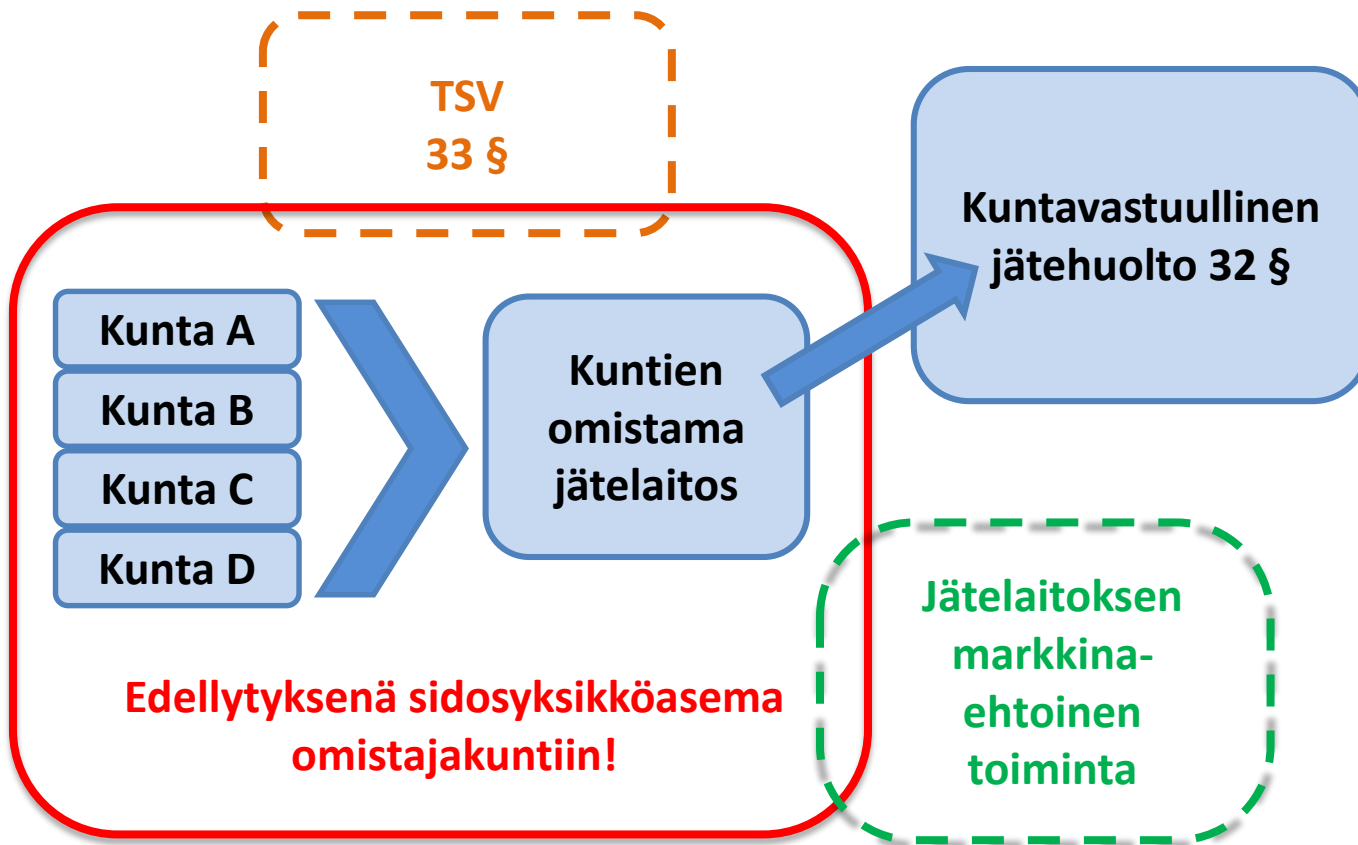 TSV
33 §
Kuntavastuullinen
jätehuolto 32 §
Kunta A
Kunta B
Kunta C
Kunta D
Kuntien
omistama
jätelaitos
Edellytyksenä sidosyksikköasema
omistajakuntiin!
Jätelaitoksen
markkina-
ehtoinen
toiminta